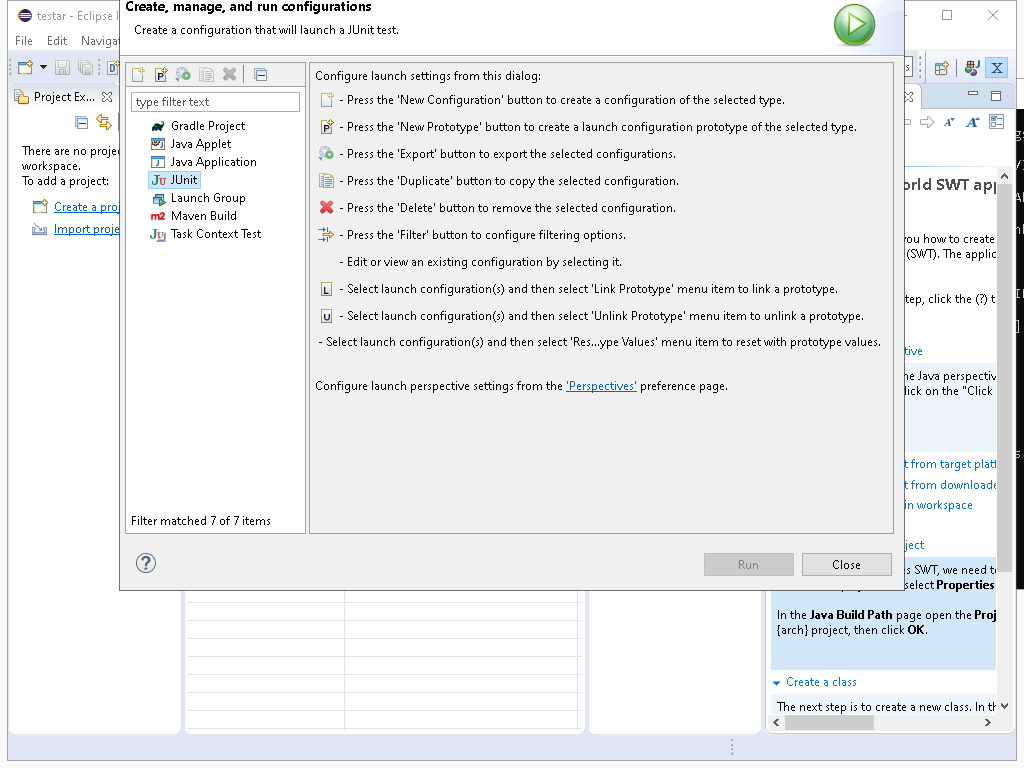 testar - Eclipse I
File Edit Navigat
Create, manage, and run configurations
Create a configuration that will launch a JUnit test.
Project Ex...
There are no projec
workspace.
To add a project:
Create a proj
Import proje
type filter text
Gradle Project
Java Applet
Java Application
JUnit
Launch Group
Maven Build
Task Context Test
Filter matched 7 of 7 items
Configure launch settings from this dialog:
- Press the 'New Configuration' button to create a configuration of the selected type.
- Press the 'New Prototype' button to create a launch configuration prototype of the selected type.
- Press the 'Export' button to export the selected configurations.
- Press the 'Duplicate' button to copy the selected configuration.
- Press the 'Delete' button to remove the selected configuration.
- Press the 'Filter' button to configure filtering options.
- Edit or view an existing configuration by selecting it.
- Select launch configuration(s) and then select 'Link Prototype' menu item to link a prototype.
- Select launch configuration(s) and then select 'Unlink Prototype' menu item to unlink a prototype.
- Select launch configuration(s) and then select 'Res...ype Values' menu item to reset with prototype values.
Configure launch perspective settings from the 'Perspectives' preference page.
Run
Close
orld SWT app
you how to create
(SWT). The applic
tep, click the (?) t
tive
he Java perspectiv
lick on the "Click
t from target platf
t from downloade
in workspace
ject
s SWT, we need to
select Properties
In the Java Build Path page open the Proj
{arch} project, then click OK.
Create a class
The next step is to create a new class. In th